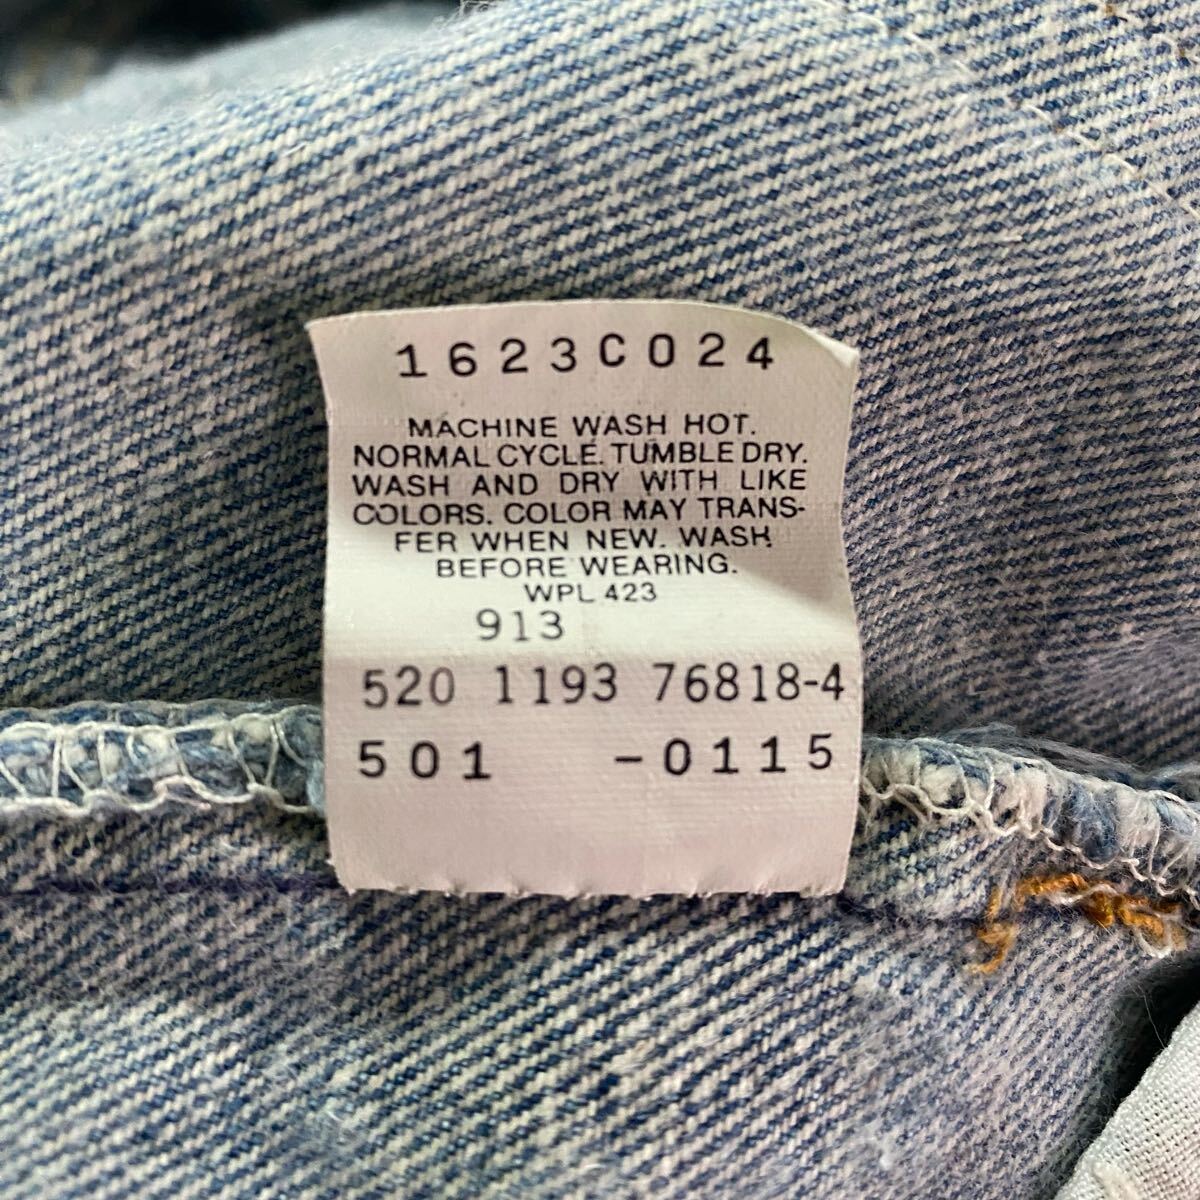 1623C024
MACHINE WASH HOT.
NORMAL CYCLE. TUMBLE DRY.
WASH AND DRY WITH LIKE
COLORS. COLOR MAY TRANS-
FER WHEN NEW. WASH
BEFORE WEARING.
WPL 423
913
520 1193 76818-4
501 -0115